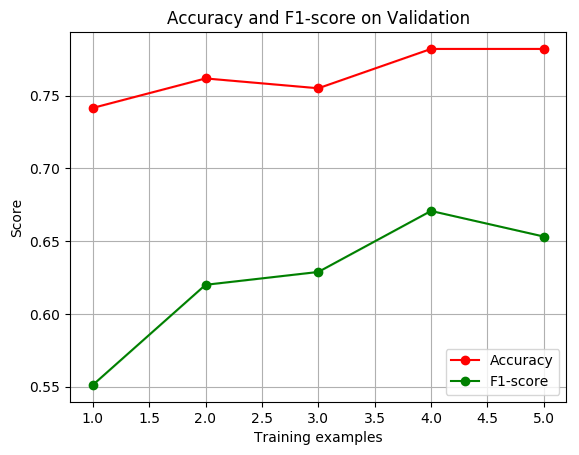 Accuracy and F1-score on Validation
Score
0.75
0.70
0.65
0.60
0.55
Accuracy
F1-score
1.0 1.5 2.0 2.5 3.0 3.5 4.0 4.5 5.0
Training examples